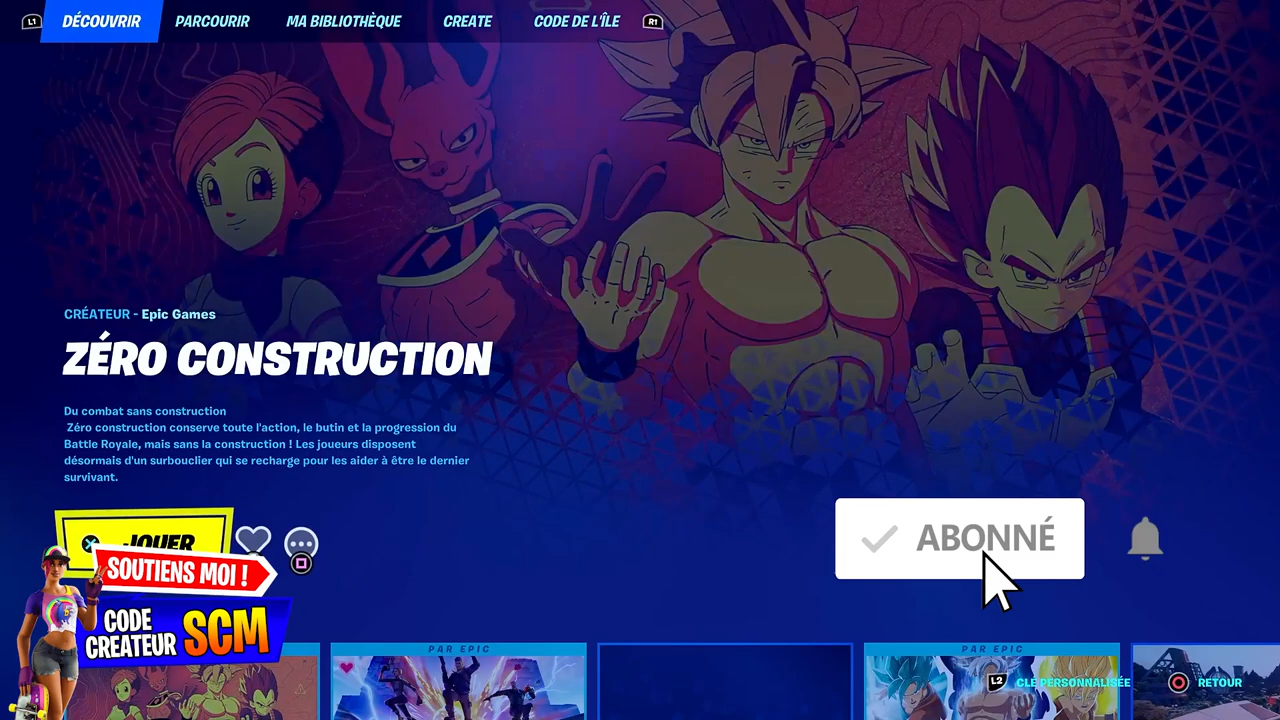 L1 DÉCOUVRIR PARCOURIR MA BIBLIOTHÈQUE CREATE CODE DE L'ÎLE R1
CRÉATEUR - Epic Games
ZÉRO CONSTRUCTION
Du combat sans construction
Zéro construction conserve toute l'action, le butin et la progression du
Battle Royale, mais sans la construction ! Les joueurs disposent
désormais d'un surbouclier qui se recharge pour les aider à être le dernier
survivant.
JOUER
ABONNÉ
SOUTIENS MOI !
CODE
CREATEUR SCM
PAR EPIC
PAR EPIC
L2 CLÉ PERSONNALISÉE
RETOUR